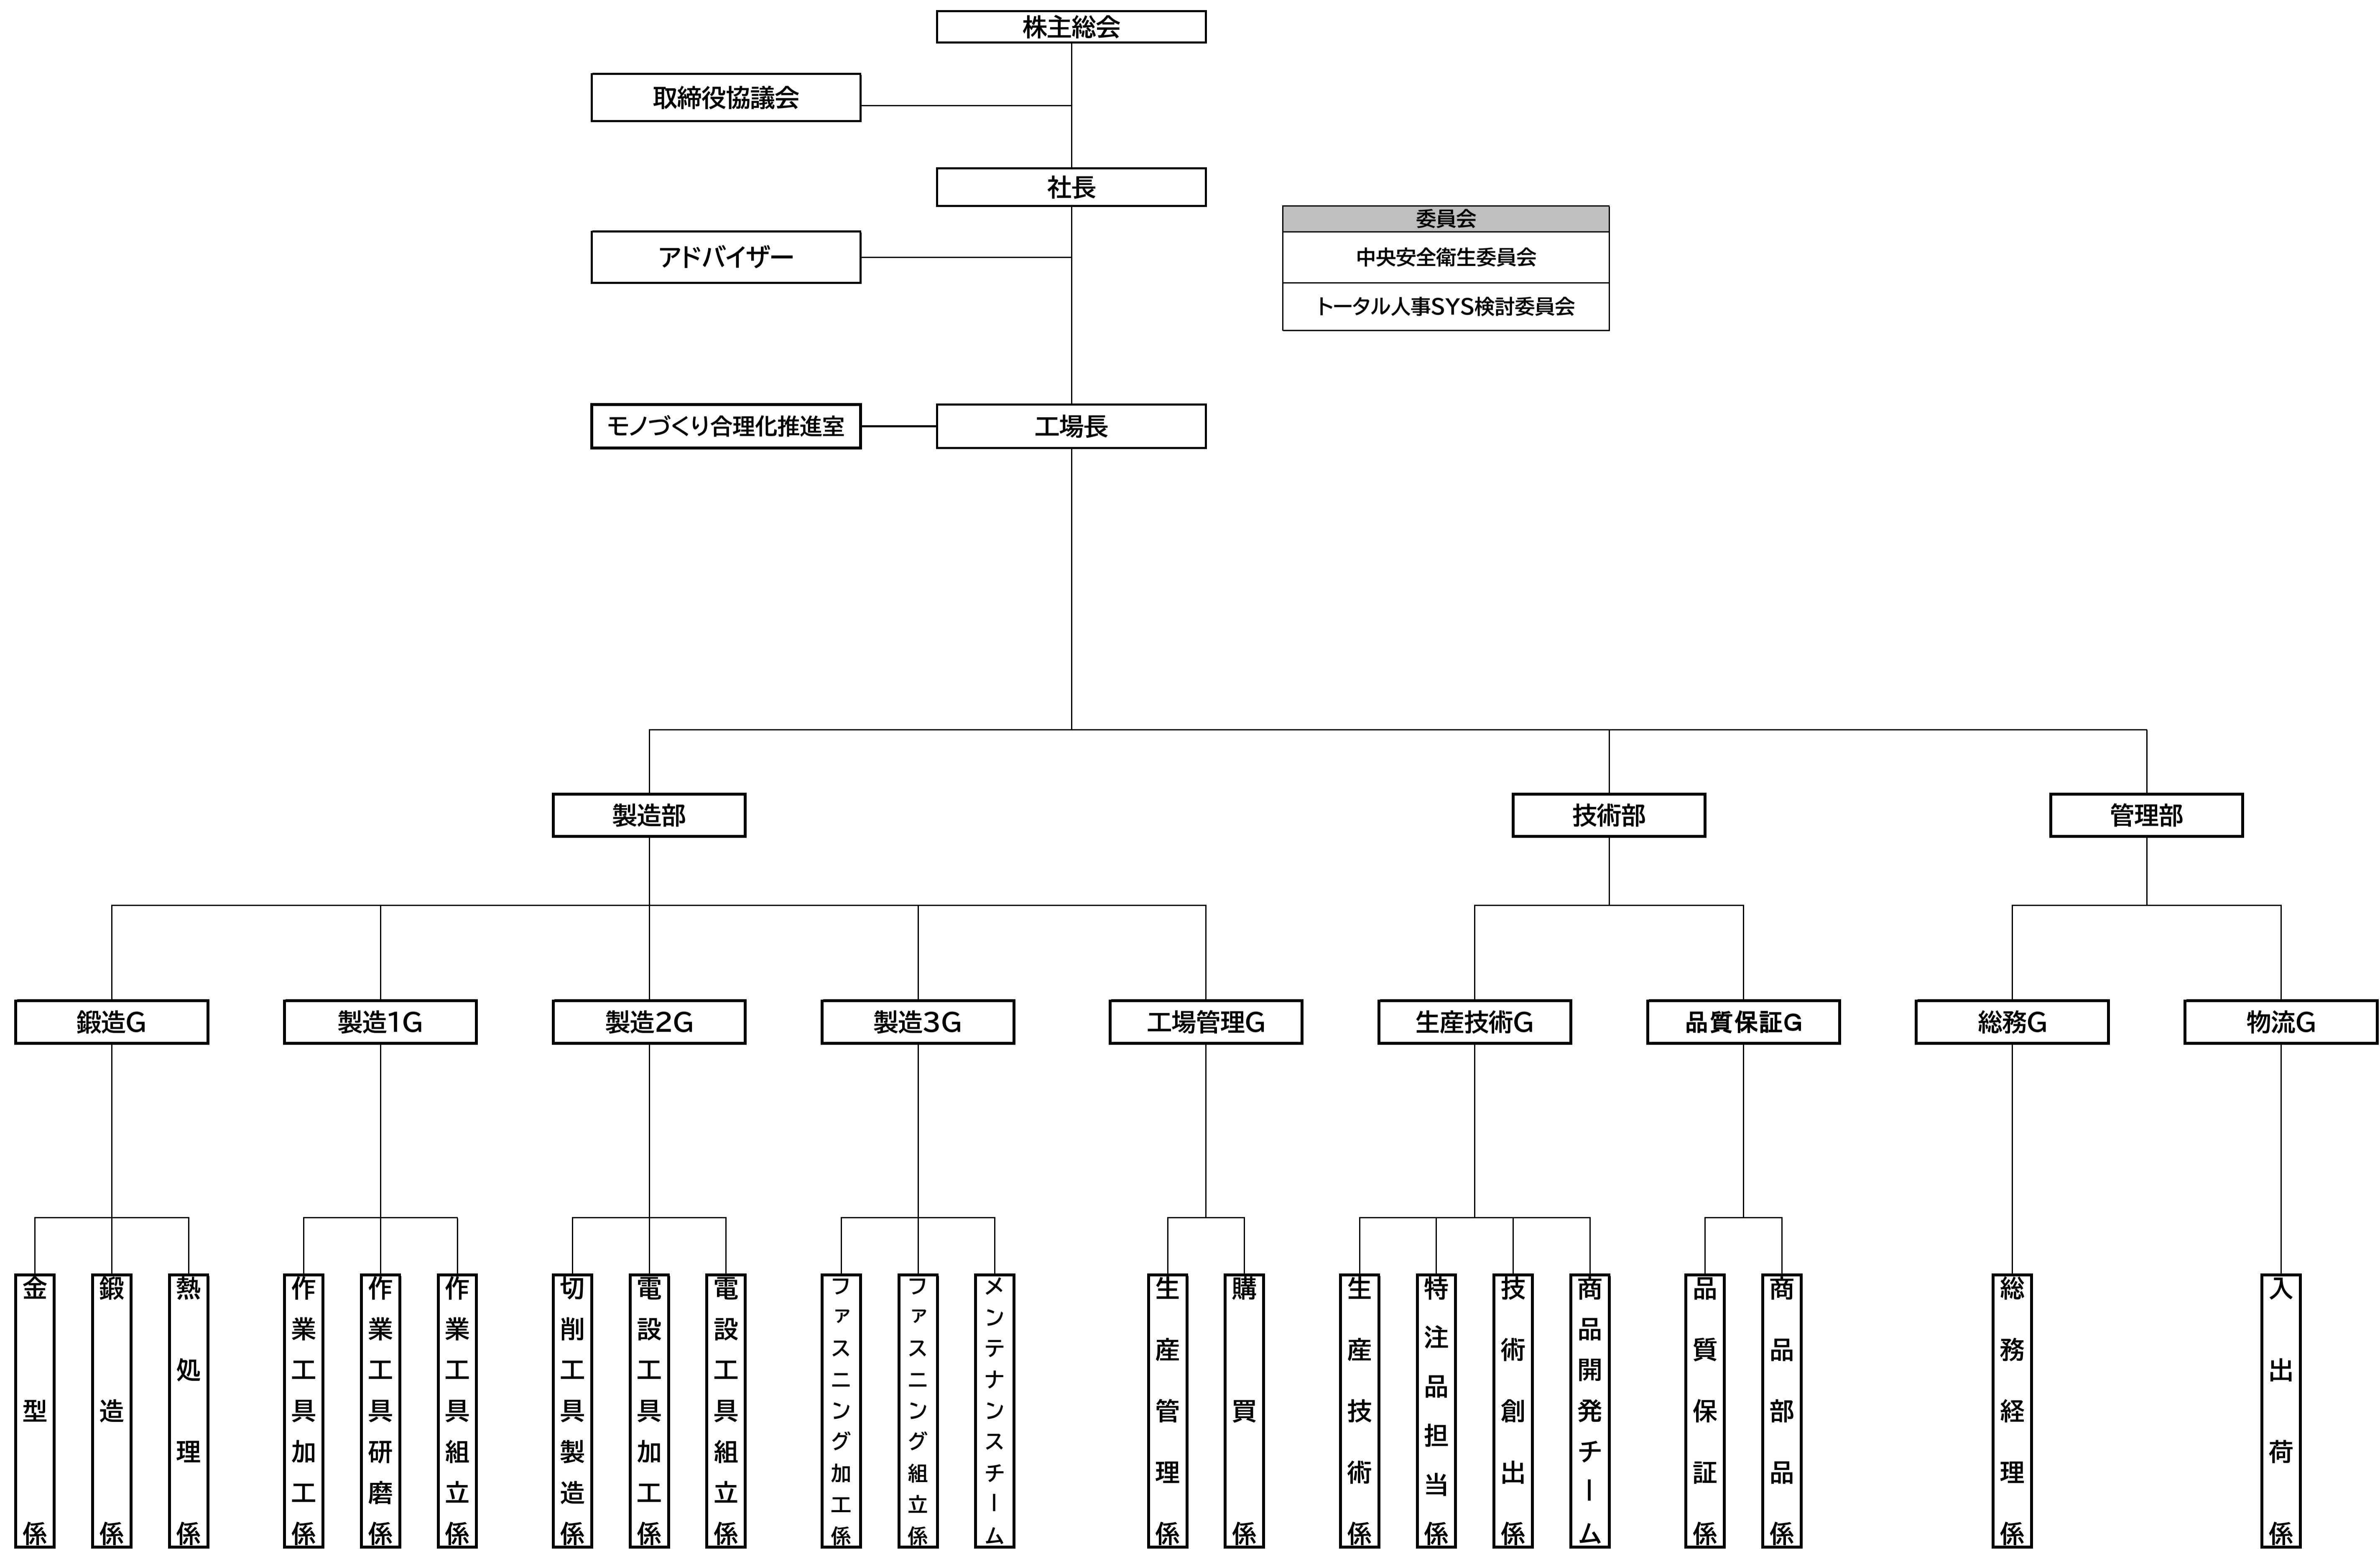 株主総会
取締役協議会
社長
委員会
アドバイザー
中央安全衛生委員会
トータル人事SYS検討委員会
モノづくり合理化推進室
工場長
製造部
技術部
管理部
鍛造G
製造1G
製造2G
製造3G
工場管理G
生産技術G
品質保証G
総務G
物流G
金型係
鍛造係
熱処理係
作業工具加工係
作業工具研磨係
作業工具組立係
切削工具製造係
電設工具加工係
電設工具組立係
ファスニング加工係
ファスニング組立係
メンテナンスチーム
生産管理係
購買係
生産技術係
特注品担当係
技術創出係
商品開発チーム
品質保証係
商品部品係
総務経理係
入出荷係